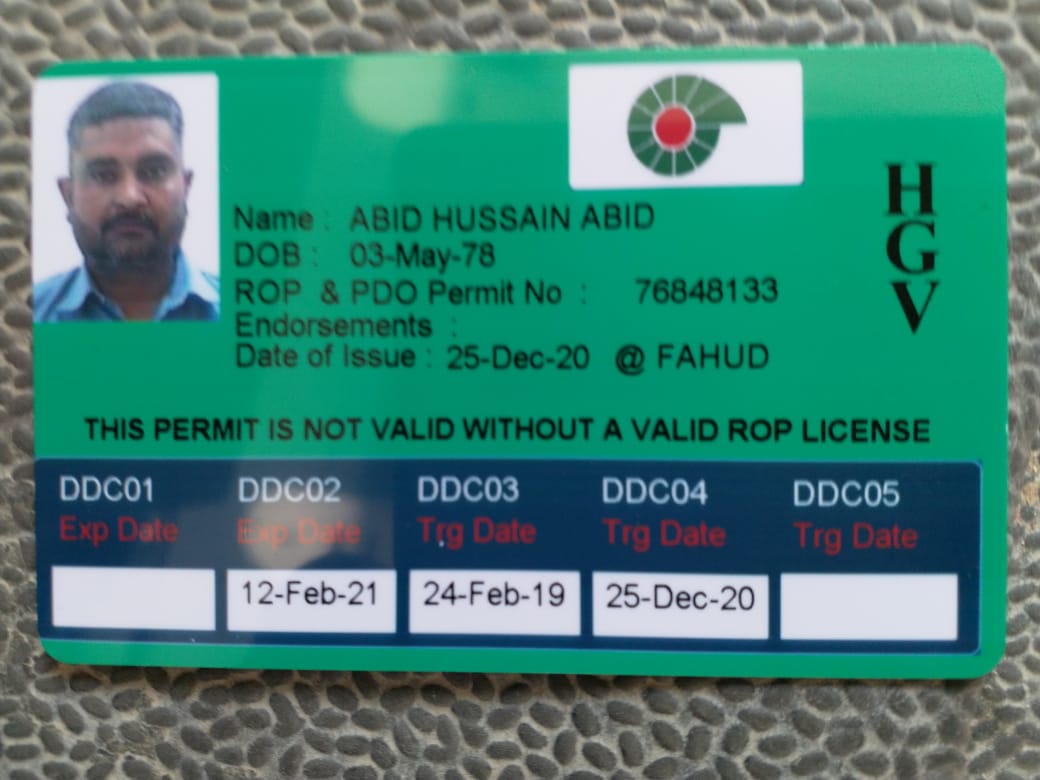 Name : ABID HUSSAIN ABID
DOB : 03-May-78
ROP & PDO Permit No : 76848133
Endorsements :
Date of Issue : 25-Dec-20 @ FAHUD
HGV
THIS PERMIT IS NOT VALID WITHOUT A VALID ROP LICENSE
DDC01 DDC02 DDC03 DDC04 DDC05
Exp Date Exp Date Trg Date Trg Date Trg Date
12-Feb-21 24-Feb-19 25-Dec-20